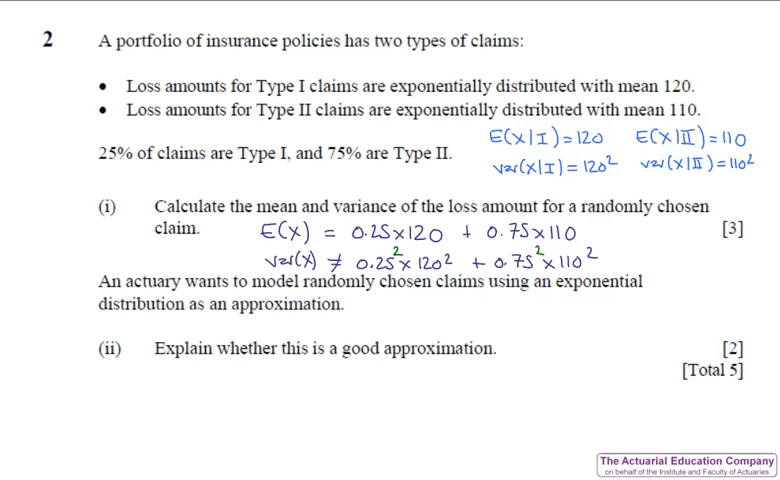 2 A portfolio of insurance policies has two types of claims:
• Loss amounts for Type I claims are exponentially distributed with mean 120.
• Loss amounts for Type II claims are exponentially distributed with mean 110.
E(X|I) = 120 E(X|II) = 110
25% of claims are Type I, and 75% are Type II.
var(X|I) = 120² var(X|II) = 110²
(i) Calculate the mean and variance of the loss amount for a randomly chosen
claim. [3]
E(X) = 0.25 × 120 + 0.75 × 110
var(X) ≠ 0.25² × 120² + 0.75² × 110²
An actuary wants to model randomly chosen claims using an exponential
distribution as an approximation.
(ii) Explain whether this is a good approximation. [2]
[Total 5]
The Actuarial Education Company
on behalf of the Institute and Faculty of Actuaries